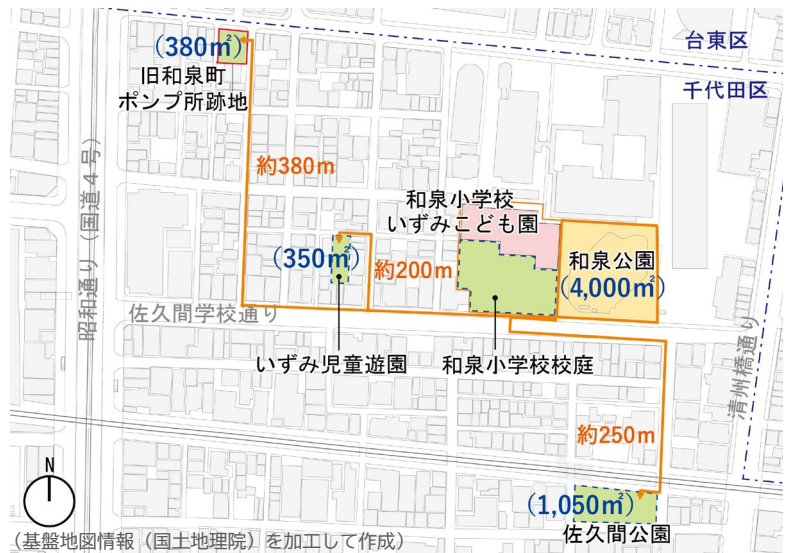 (380㎡)
旧和泉町
ポンプ所跡地
台東区
千代田区
約380m
和泉小学校
いずみこども園
昭和通り（国道4号）
(350㎡)
約200m
和泉公園
(4,000㎡)
佐久間学校通り
いずみ児童遊園
和泉小学校校庭
清州橋通り
約250m
N
(1,050㎡)
佐久間公園
（基盤地図情報（国土地理院）を加工して作成）